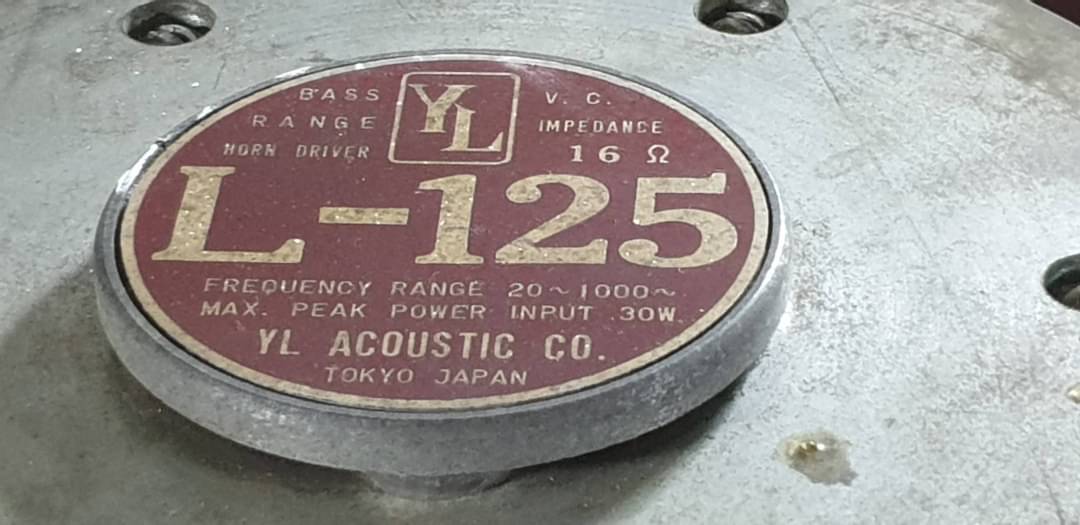 BASS
RANGE
HORN DRIVER
YL
V. C.
IMPEDANCE
16 Ω
L-125
FREQUENCY RANGE 20~1000~
MAX. PEAK POWER INPUT 30W.
YL ACOUSTIC CO.
TOKYO JAPAN